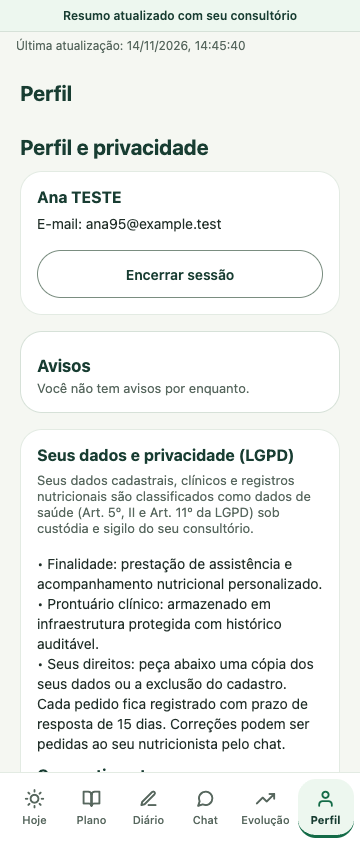 Resumo atualizado com seu consultório
Última atualização: 14/11/2026, 14:45:40
Perfil
Perfil e privacidade
Ana TESTE
E-mail: ana95@example.test
Encerrar sessão
Avisos
Você não tem avisos por enquanto.
Seus dados e privacidade (LGPD)
Seus dados cadastrais, clínicos e registros
nutricionais são classificados como dados de
saúde (Art. 5º, II e Art. 11º da LGPD) sob
custódia e sigilo do seu consultório.
• Finalidade: prestação de assistência e
acompanhamento nutricional personalizado.
• Prontuário clínico: armazenado em
infraestrutura protegida com histórico
auditável.
• Seus direitos: peça abaixo uma cópia dos
seus dados ou a exclusão do cadastro.
Cada pedido fica registrado com prazo de
resposta de 15 dias. Correções podem ser
pedidas ao seu nutricionista pelo chat.
Hoje
Plano
Diário
Chat
Evolução
Perfil